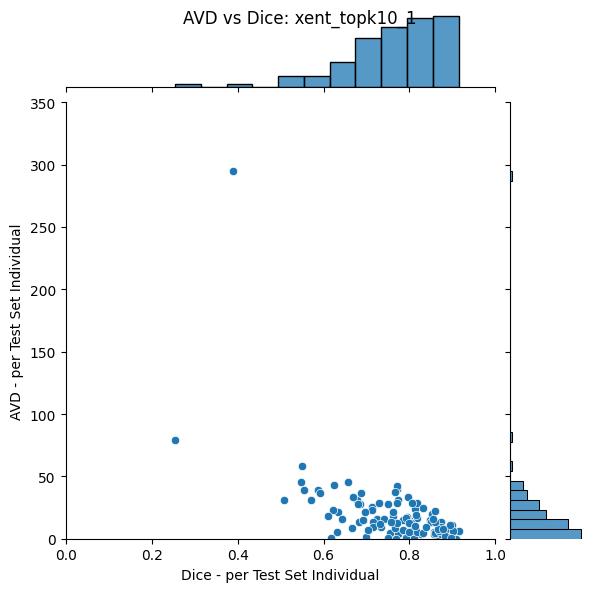 AVD vs Dice: xent_topk10_1
350
300
250
200
150
100
50
0
AVD - per Test Set Individual
0.0 0.2 0.4 0.6 0.8 1.0
Dice - per Test Set Individual